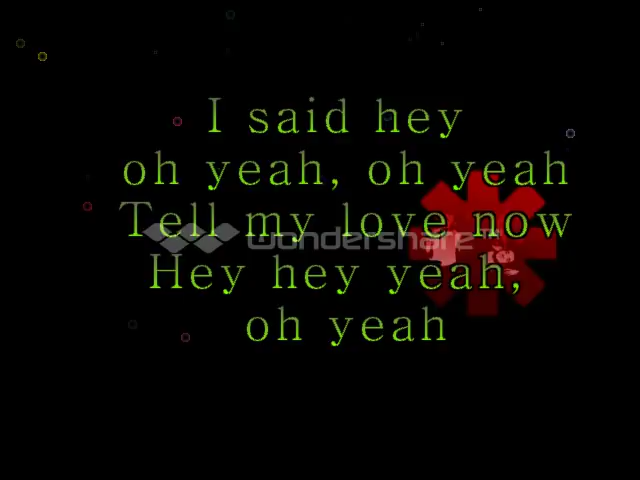 I said hey
oh yeah, oh yeah
Tell my love now
wondershare
Hey hey yeah,
oh yeah